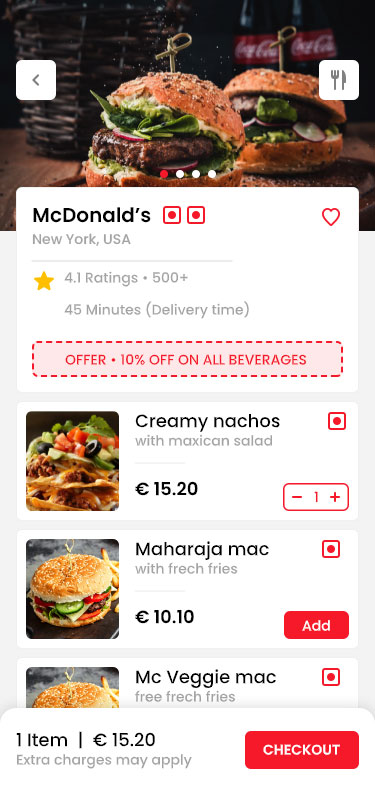 Coca-Cola
McDonald's
New York, USA
4.1 Ratings • 500+
45 Minutes (Delivery time)
OFFER • 10% OFF ON ALL BEVERAGES
Creamy nachos
with maxican salad
€ 15.20
− 1 +
Maharaja mac
with frech fries
€ 10.10
Add
Mc Veggie mac
free frech fries
1 Item | € 15.20
CHECKOUT
Extra charges may apply